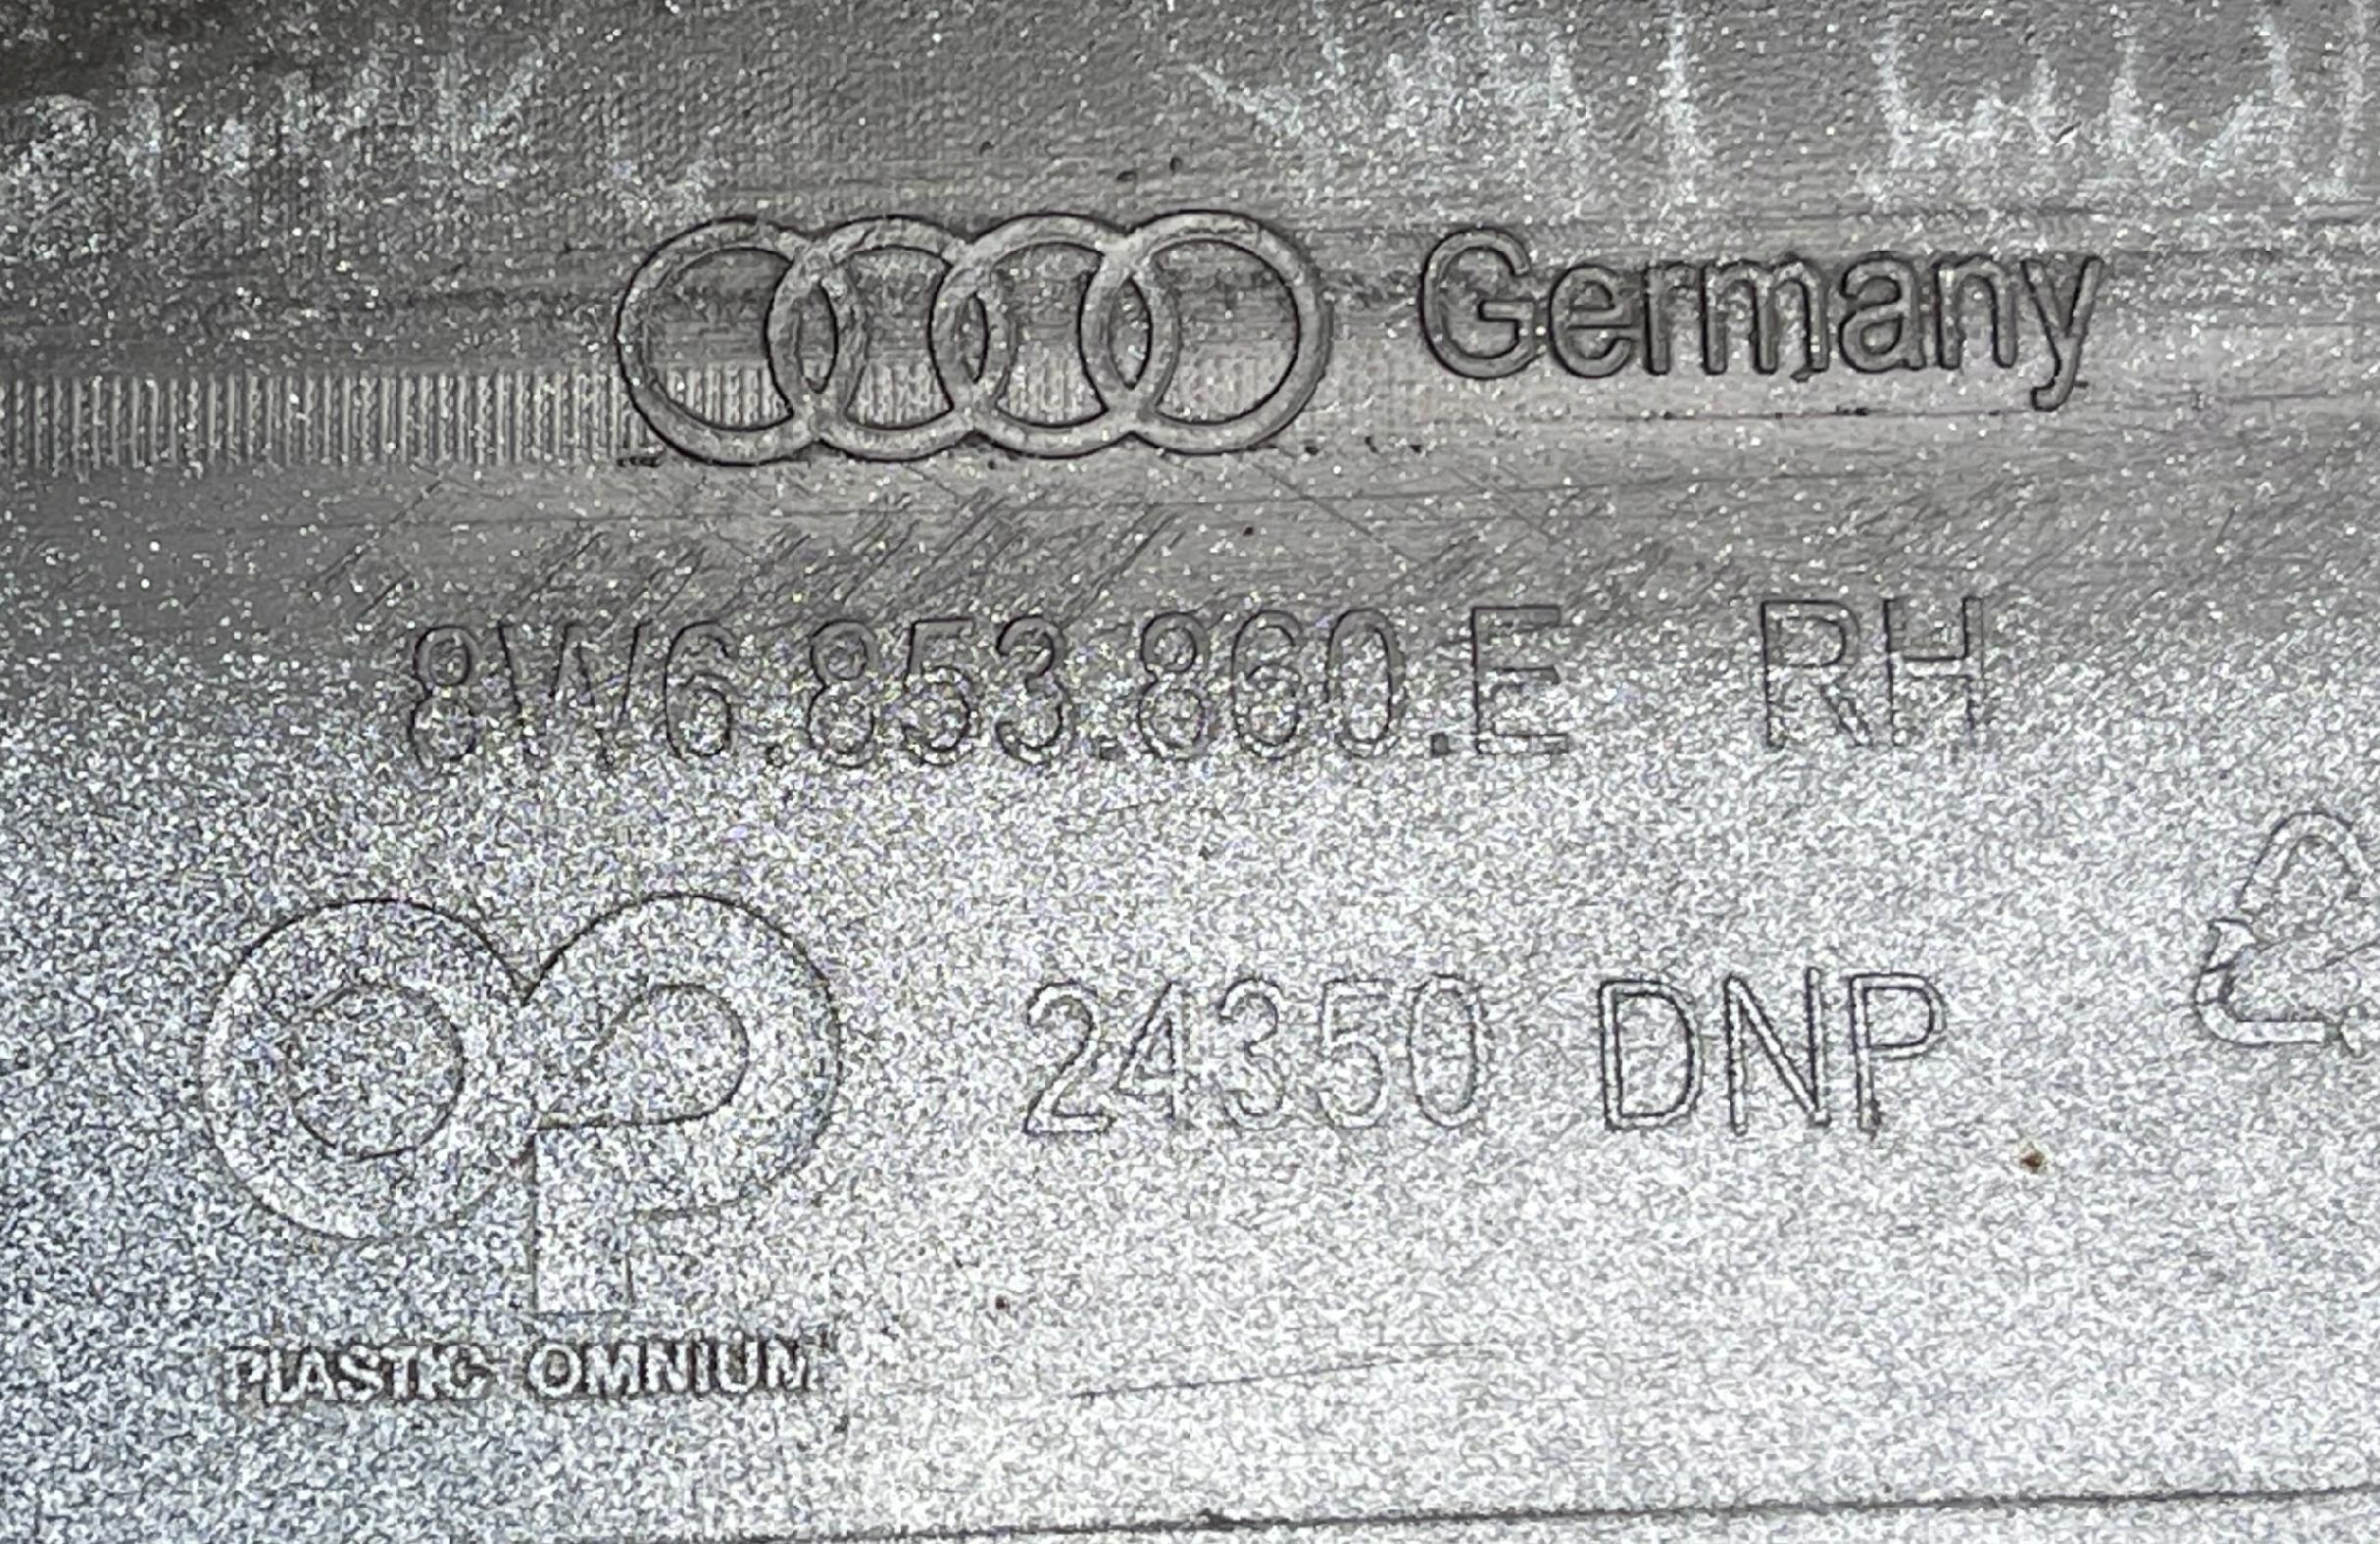 Germany
8W6.853.860.E RH
24350 DNP
PLASTIC OMNIUM